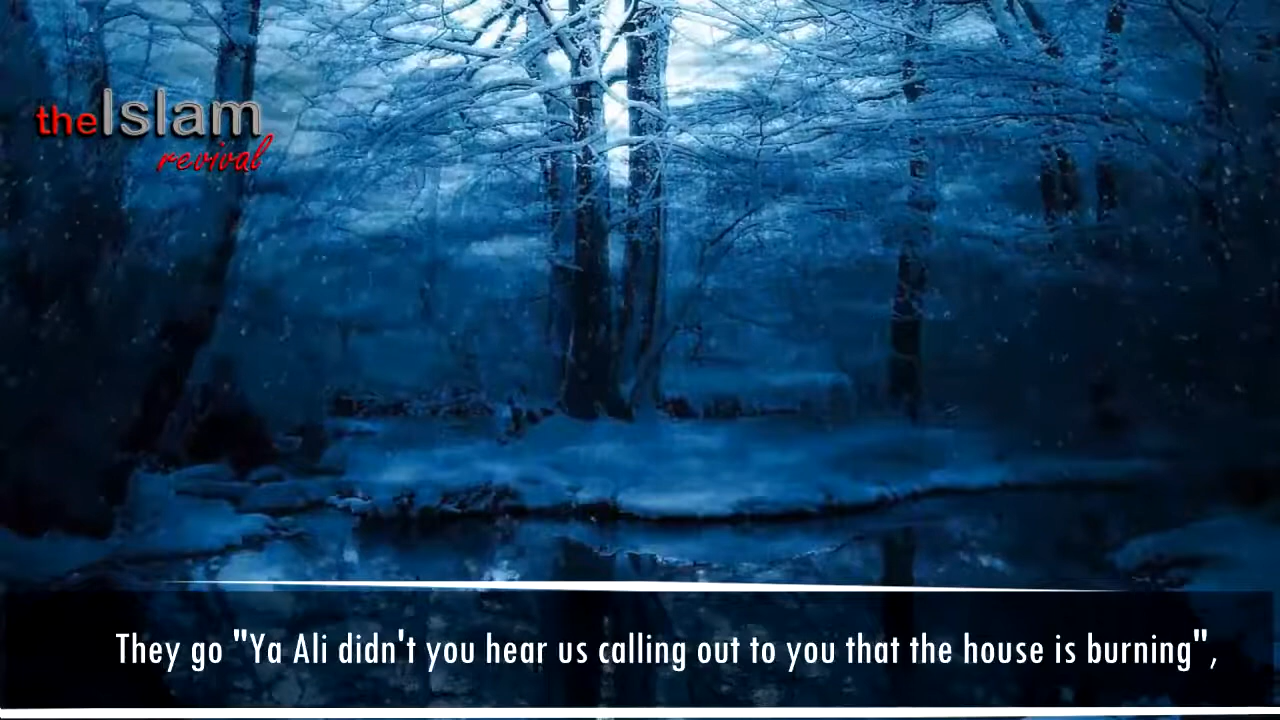 theIslam
revival
They go "Ya Ali didn't you hear us calling out to you that the house is burning",